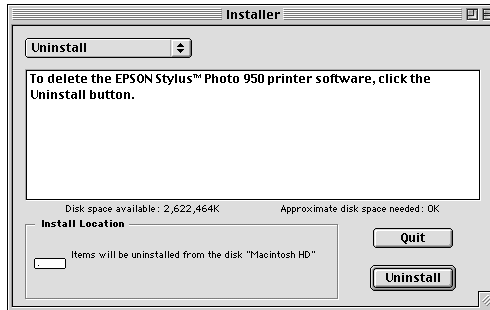 Installer
Uninstall
To delete the EPSON Stylus™ Photo 950 printer software, click the
Uninstall button.
Disk space available: 2,622,464K
Approximate disk space needed: 0K
Install Location
Items will be uninstalled from the disk "Macintosh HD"
Quit
Uninstall